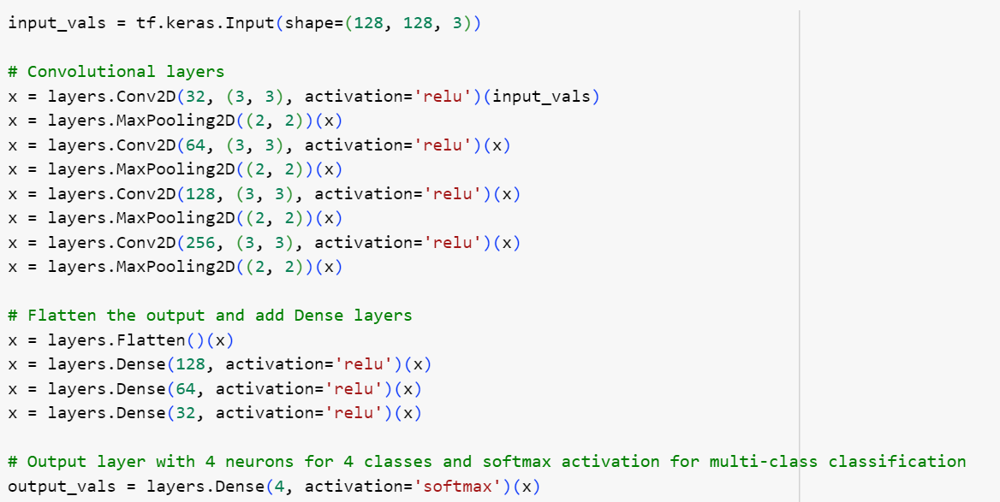 input_vals = tf.keras.Input(shape=(128, 128, 3))
# Convolutional layers
x = layers.Conv2D(32, (3, 3), activation='relu')(input_vals)
x = layers.MaxPooling2D((2, 2))(x)
x = layers.Conv2D(64, (3, 3), activation='relu')(x)
x = layers.MaxPooling2D((2, 2))(x)
x = layers.Conv2D(128, (3, 3), activation='relu')(x)
x = layers.MaxPooling2D((2, 2))(x)
x = layers.Conv2D(256, (3, 3), activation='relu')(x)
x = layers.MaxPooling2D((2, 2))(x)
# Flatten the output and add Dense layers
x = layers.Flatten()(x)
x = layers.Dense(128, activation='relu')(x)
x = layers.Dense(64, activation='relu')(x)
x = layers.Dense(32, activation='relu')(x)
# Output layer with 4 neurons for 4 classes and softmax activation for multi-class classification
output_vals = layers.Dense(4, activation='softmax')(x)